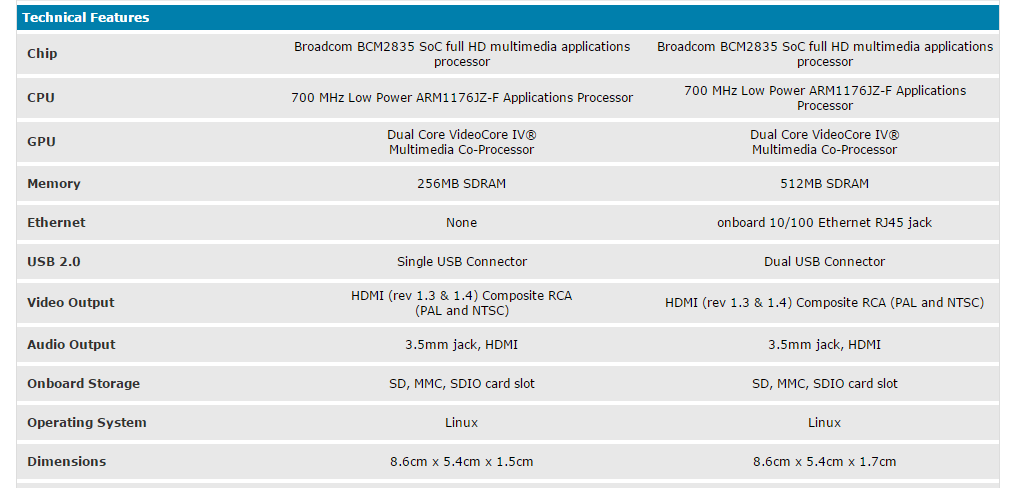 Technical Features
Chip
Broadcom BCM2835 SoC full HD multimedia applications
processor
Broadcom BCM2835 SoC full HD multimedia applications
processor
CPU
700 MHz Low Power ARM1176JZ-F Applications Processor
700 MHz Low Power ARM1176JZ-F Applications
Processor
GPU
Dual Core VideoCore IV®
Multimedia Co-Processor
Dual Core VideoCore IV®
Multimedia Co-Processor
Memory
256MB SDRAM
512MB SDRAM
Ethernet
None
onboard 10/100 Ethernet RJ45 jack
USB 2.0
Single USB Connector
Dual USB Connector
Video Output
HDMI (rev 1.3 & 1.4) Composite RCA
(PAL and NTSC)
HDMI (rev 1.3 & 1.4) Composite RCA (PAL and NTSC)
Audio Output
3.5mm jack, HDMI
3.5mm jack, HDMI
Onboard Storage
SD, MMC, SDIO card slot
SD, MMC, SDIO card slot
Operating System
Linux
Linux
Dimensions
8.6cm x 5.4cm x 1.5cm
8.6cm x 5.4cm x 1.7cm